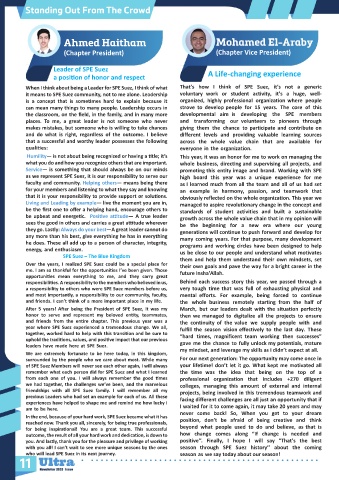 Standing Out From The Crowd
Ahmed Haitham
(Chapter President)
Leader of SPE Suez
a position of honor and respect
When I think about being a Leader for SPE Suez, I think of what
it means to SPE Suez community, not to me alone. Leadership
is a concept that is sometimes hard to explain because it
can mean many things to many people. Leadership occurs in
the classroom, on the field, in the family, and in many more
places. To me, a great leader is not someone who never
makes mistakes, but someone who is willing to take chances
and do what is right, regardless of the outcome. I believe
that a successful and worthy leader possesses the following
qualities:
Humility— is not about being recognized or having a title; it's
what you do and how you recognize others that are important.
Service— is something that should always be on our minds
as we represent SPE Suez, it is our responsibility to serve our
faculty and community. Helping others— means being there
for your members and listening to what they say and knowing
that it is your responsibility to provide support or solutions.
Living and Leading by example— live the moment you are in,
be the first one to offer a helping hand, encourage others to
be upbeat and energetic. Positive attitude— A true leader
sees the good in others and carries a great attitude wherever
they go. Lastly: Always do your best—A great leader cannot do
any more than his best, give everything he has in everything
he does. These all add up to a person of character, integrity,
energy, and enthusiasm.
SPE Suez – The Blue Kingdom
Over the years, I realized SPE Suez could be a special place for
me. I am so thankful for the opportunities I've been given. Those
opportunities mean everything to me, and they carry great
responsibilities. A responsibility to the members who believed in us,
a responsibility to others who were SPE Suez members before us,
and most importantly, a responsibility to our community, faculty,
and friends. I can't think of a more important place in my life.
After 5 years! After being the President of SPE Suez, it was my
honor to serve and represent my beloved entity, teammates,
and friends from the entire chapter. This previous year was a
year where SPE Suez experienced a tremendous change. We all,
together, worked hard to help with this transition and be sure to
uphold the traditions, values, and positive impact that our previous
leaders have made here at SPE Suez.
We are extremely fortunate to be here today, in this kingdom,
surrounded by the people who we care about most. While many
of SPE Suez Members will never see each other again, I will always
remember what each person did for SPE Suez and what I learned
from each one of you. I will always remember the good times
we had together, the challenges we've been, and the marvelous
friendships with all SPE Suez family. I will remember all my
previous Leaders who had set an example for each of us. All these
experiences have helped to shape me and remind me how lucky I
am to be here.
In the end, because of your hard work, SPE Suez became what it has
reached now. Thank you all, sincerely, for being true professionals,
for being inspirational! You are a great team. This successful
outcome, the result of all your hard work and dedication, is down to
you. And lastly, thank you for the pleasure and privilege of working
with you all! I can't wait to see more unique seasons by the ones
who will lead SPE Suez in its next journey.
Mohamed El-Araby
(Chapter Vice President)
A Life-changing experience
That's how I think of SPE Suez, it's not a generic
voluntary work or student activity, it's a huge, well-
organized, highly professional organization where people
strove to develop people for 15 years. The core of this
developmental aim is developing the SPE members
and transforming our volunteers to pioneers through
giving them the chance to participate and contribute on
different levels and providing valuable learning sources
across the whole value chain that are available for
everyone in the organization.
This year, it was an honor for me to work on managing the
whole business, directing and supervising all projects, and
promoting this entity image and brand. Working with SPE
high board this year was a unique experience for me
as I learned much from all the team and all of us had set
an example in harmony, passion, and teamwork that
obviously reflected on the whole organization. This year we
managed to aspire revolutionary change in the concept and
standards of student activities and built a sustainable
growth across the whole value chain that in my opinion will
be the beginning for a new era where our young
generations will continue to push forward and develop for
many coming years. For that purpose, many development
programs and working circles have been designed to help
us be close to our people and understand what motivates
them and help them understand their own mindsets, set
their own goals and pave the way for a bright career in the
future Insha'Allah.
Behind each success story this year, we passed through a
very tough time that was full of exhausting physical and
mental efforts. For example, being forced to continue
the whole business remotely starting from the half of
March, but our leaders dealt with the situation perfectly
then we managed to digitalize all the projects to ensure
the continuity of the value we supply people with and
fulfill the season vision effectively to the last day. These
"hard times, magnificent team working these successes"
gave me the chance to fully unlock my potentials, mature
my mindset, and leverage my skills as I didn't expect at all.
For our next generation: The opportunity may come once in
your lifetime! don't let it go. What kept me motivated all
the time was the idea that being on the top of a
professional organization that includes +270 diligent
colleagues, managing this amount of external and internal
projects, being involved in this tremendous teamwork and
facing different challenges are all just an opportunity that if
I waited for it to come again, it may take 20 years and may
never come back! So, When you get to your dream
position, don't be afraid of being creative and think
beyond what people used to do and believe, as that is
how change comes along "if change is needed and
positive". Finally, I hope I will say "That's the best
season through SPE Suez history" about the coming
season as we say today about our season!
11 Ultra